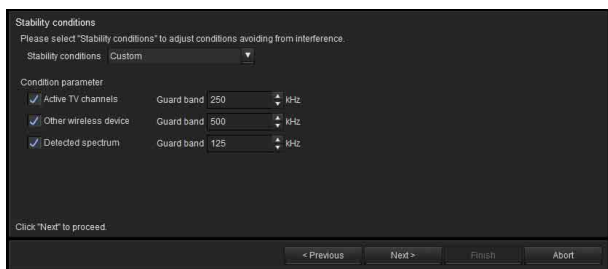 Stability conditions
Please select "Stability conditions" to adjust conditions avoiding from interference.
Stability conditions Custom
Condition parameter
Active TV channels Guard band 250 kHz
Other wireless device Guard band 500 kHz
Detected spectrum Guard band 125 kHz
Click "Next" to proceed.
< Previous Next > Finish Abort